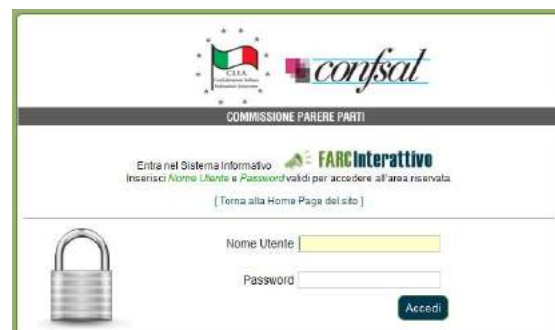 C.I.F.A.
confsal
COMMISSIONE PARERE PARTI
Entra nel Sistema Informativo FARCInterattivo
Inserisci Nome Utente e Password validi per accedere all'area riservata.
[ Torna alla Home Page del sito ]
Nome Utente
Password
Accedi